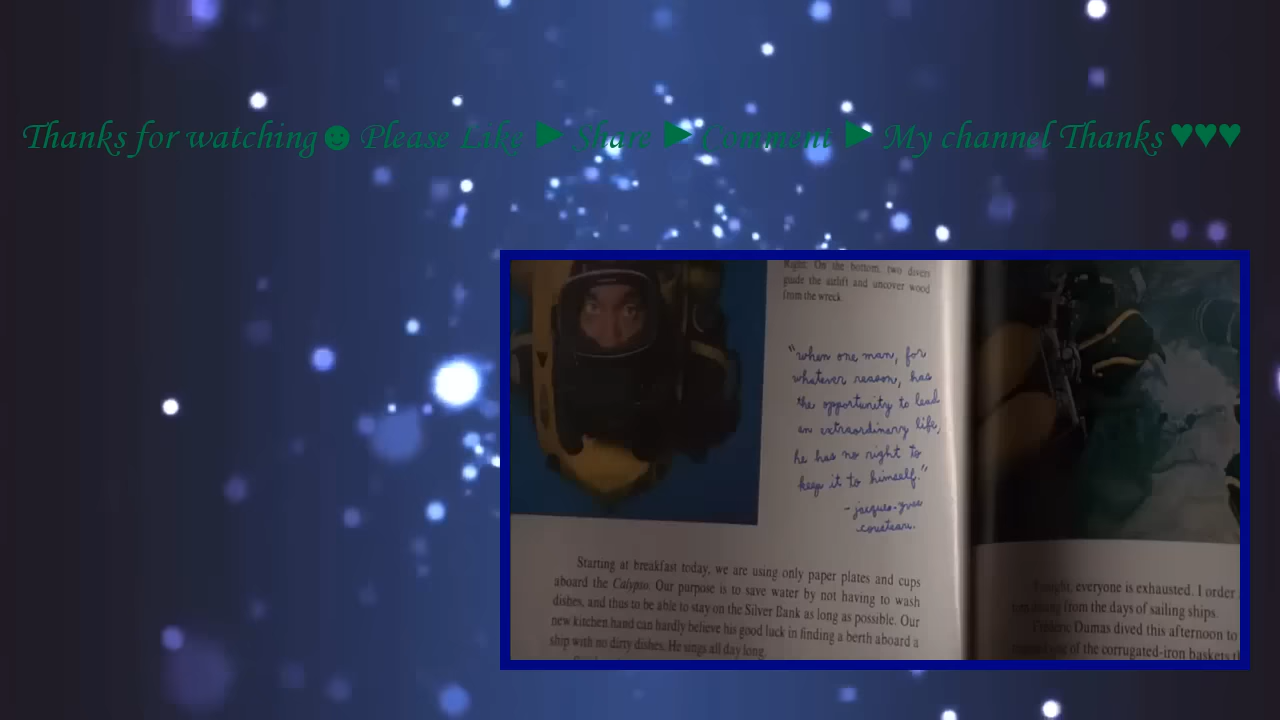 Thanks for watching☻Please Like ► Share ► Comment ► My channel Thanks♥♥♥
Right: On the bottom, two divers
guide the airlift and uncover wood
from the wreck.
"when one man, for
whatever reason, has
the opportunity to lead
an extraordinary life,
he has no right to
keep it to himself."
- jacques-yves
cousteau.
Starting at breakfast today, we are using only paper plates and cups
aboard the Calypso. Our purpose is to save water by not having to wash
dishes, and thus to be able to stay on the Silver Bank as long as possible. Our
new kitchen hand can hardly believe his good luck in finding a berth aboard a
ship with no dirty dishes. He sings all day long.
everyone is exhausted. I order
from the days of sailing ships.
Dumas dived this afternoon to
one of the corrugated-iron baskets